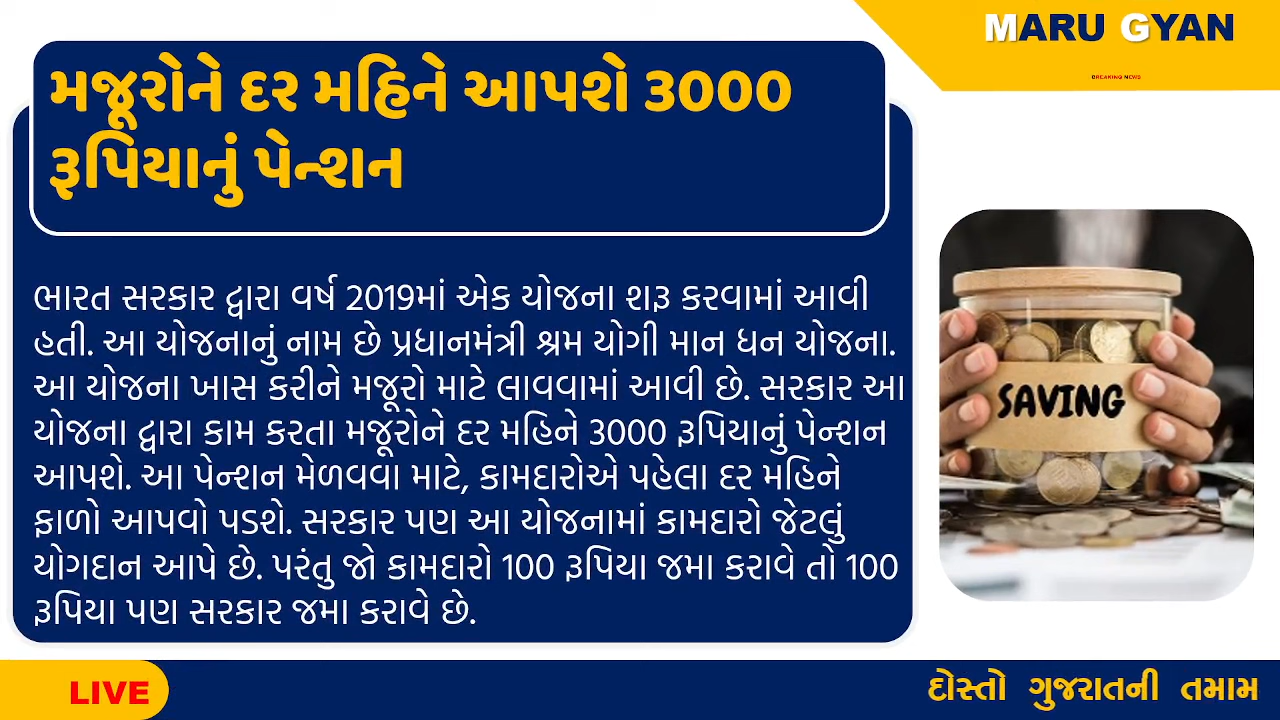 MARU GYAN
BREAKING NEWS
મજૂરોને દર મહિને આપશે 3000
રૂપિયાનું પેન્શન
ભારત સરકાર દ્વારા વર્ષ 2019માં એક યોજના શરૂ કરવામાં આવી
હતી. આ યોજનાનું નામ છે પ્રધાનમંત્રી શ્રમ યોગી માન ધન યોજના.
આ યોજના ખાસ કરીને મજૂરો માટે લાવવામાં આવી છે. સરકાર આ
યોજના દ્વારા કામ કરતા મજૂરોને દર મહિને 3000 રૂપિયાનું પેન્શન
આપશે. આ પેન્શન મેળવવા માટે, કામદારોએ પહેલા દર મહિને
ફાળો આપવો પડશે. સરકાર પણ આ યોજનામાં કામદારો જેટલું
યોગદાન આપે છે. પરંતુ જો કામદારો 100 રૂપિયા જમા કરાવે તો 100
રૂપિયા પણ સરકાર જમા કરાવે છે.
SAVING
LIVE
દોસ્તો ગુજરાતની તમામ